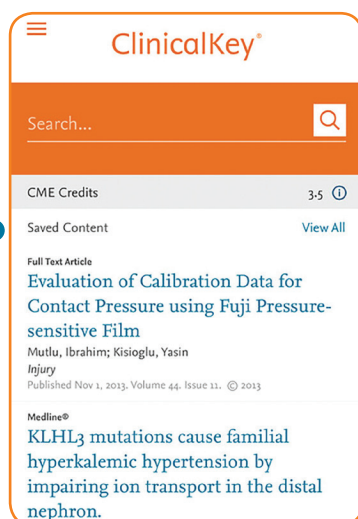 ClinicalKey®
Search...
CME Credits 3.5 i
Saved Content View All
Full Text Article
Evaluation of Calibration Data for
Contact Pressure using Fuji Pressure-
sensitive Film
Mutlu, Ibrahim; Kisioglu, Yasin
Injury
Published Nov 1, 2013. Volume 44. Issue 11. © 2013
Medline®
KLHL3 mutations cause familial
hyperkalemic hypertension by
impairing ion transport in the distal
nephron.